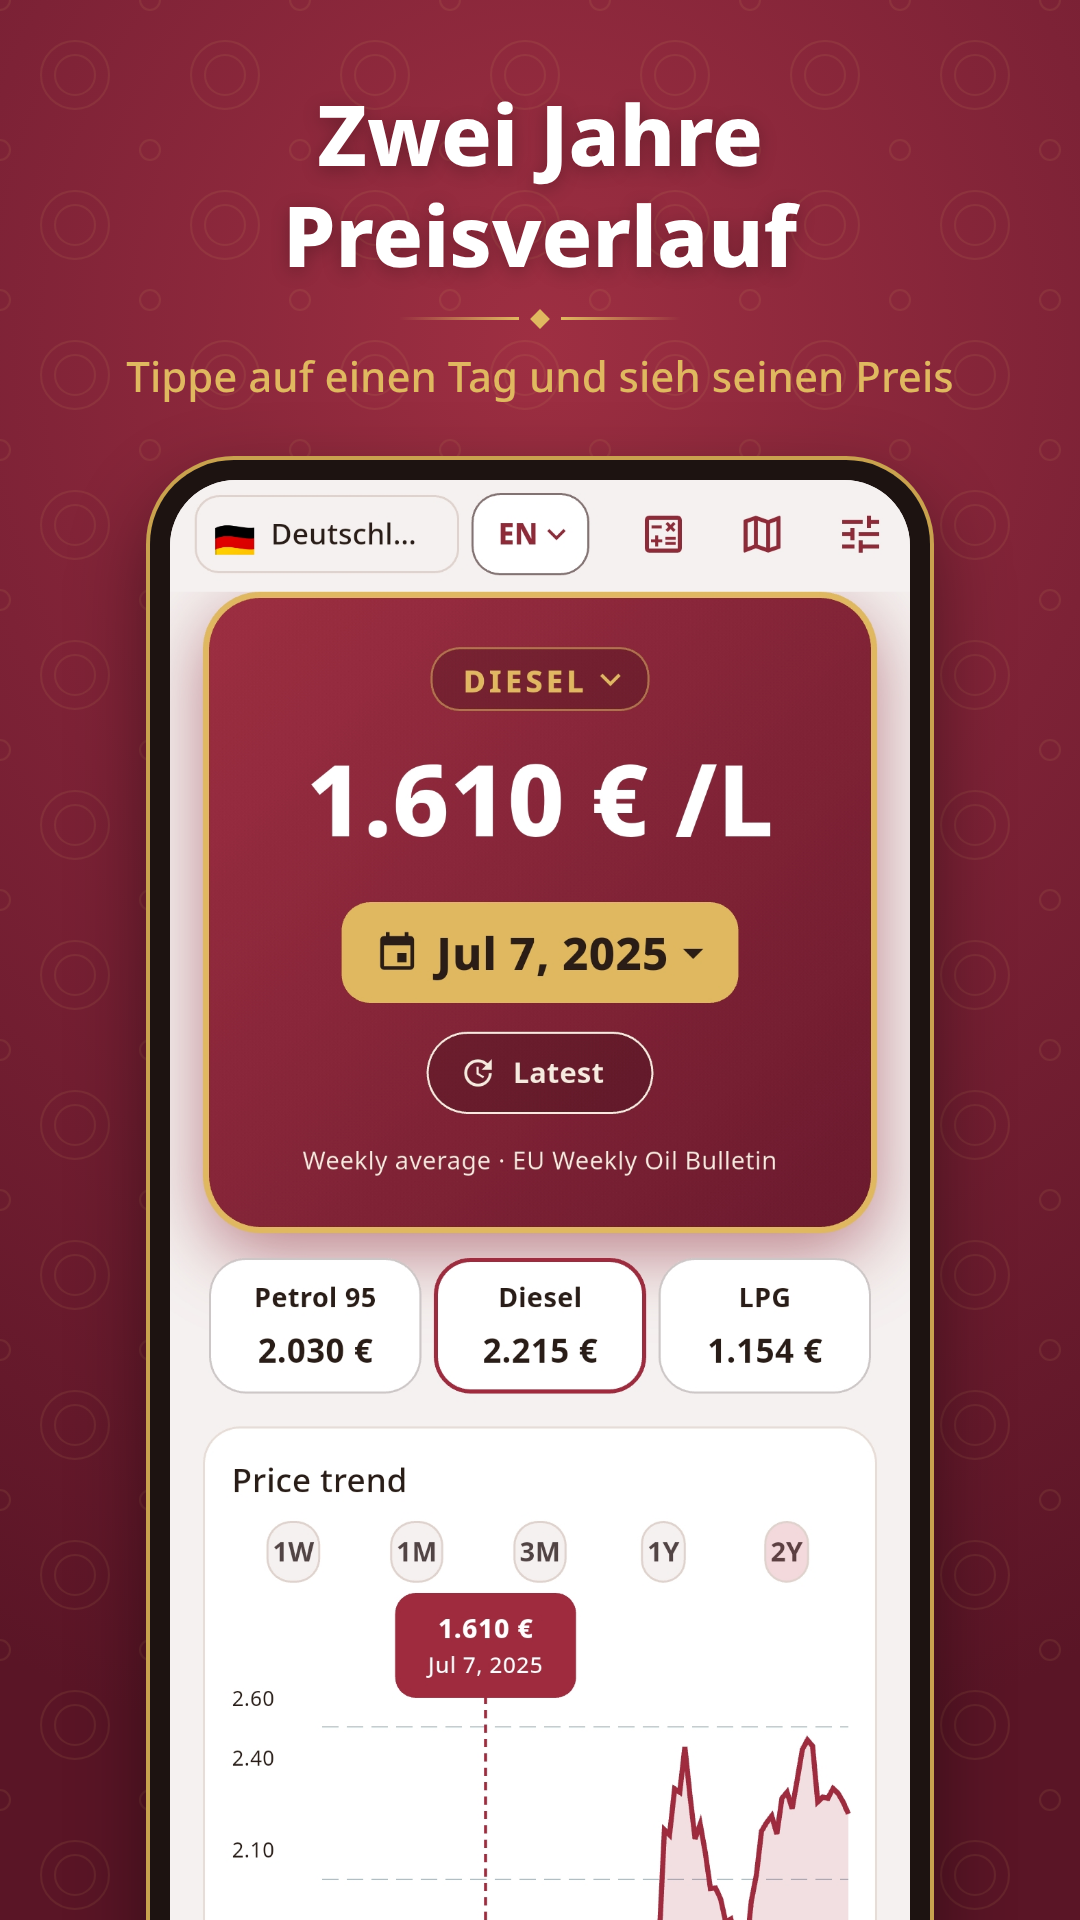 Zwei Jahre
Preisverlauf
Tippe auf einen Tag und sieh seinen Preis
Deutschl...
EN
DIESEL
1.610 € /L
Jul 7, 2025
Latest
Weekly average · EU Weekly Oil Bulletin
Petrol 95
2.030 €
Diesel
2.215 €
LPG
1.154 €
Price trend
1W
1M
3M
1Y
2Y
1.610 €
Jul 7, 2025
2.60
2.40
2.10